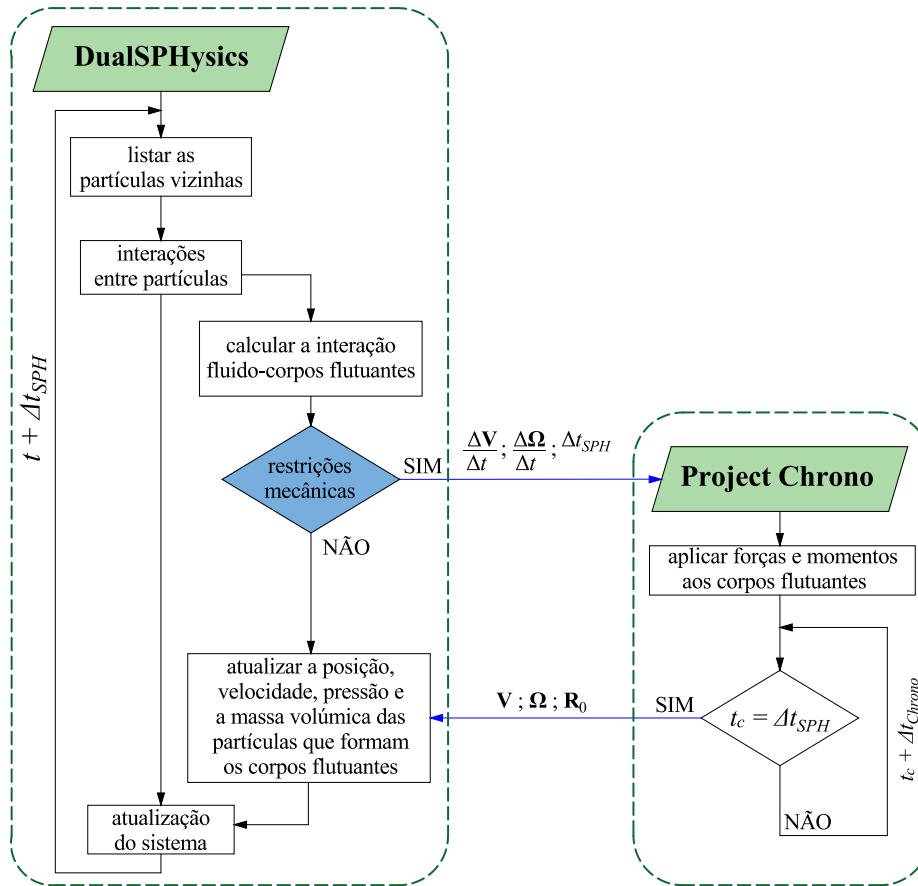 DualSPHysics
listar as
partículas vizinhas
interações
entre partículas
calcular a interação
fluido-corpos flutuantes
t + Δt_SPH
restrições
mecânicas
SIM
ΔV/Δt ; ΔΩ/Δt ; Δt_SPH
NÃO
atualizar a posição,
velocidade, pressão e
a massa volúmica das
partículas que formam
os corpos flutuantes
atualização
do sistema
Project Chrono
aplicar forças e momentos
aos corpos flutuantes
t_c = Δt_SPH
SIM
V ; Ω ; R_0
NÃO
t_c + Δt_Chrono